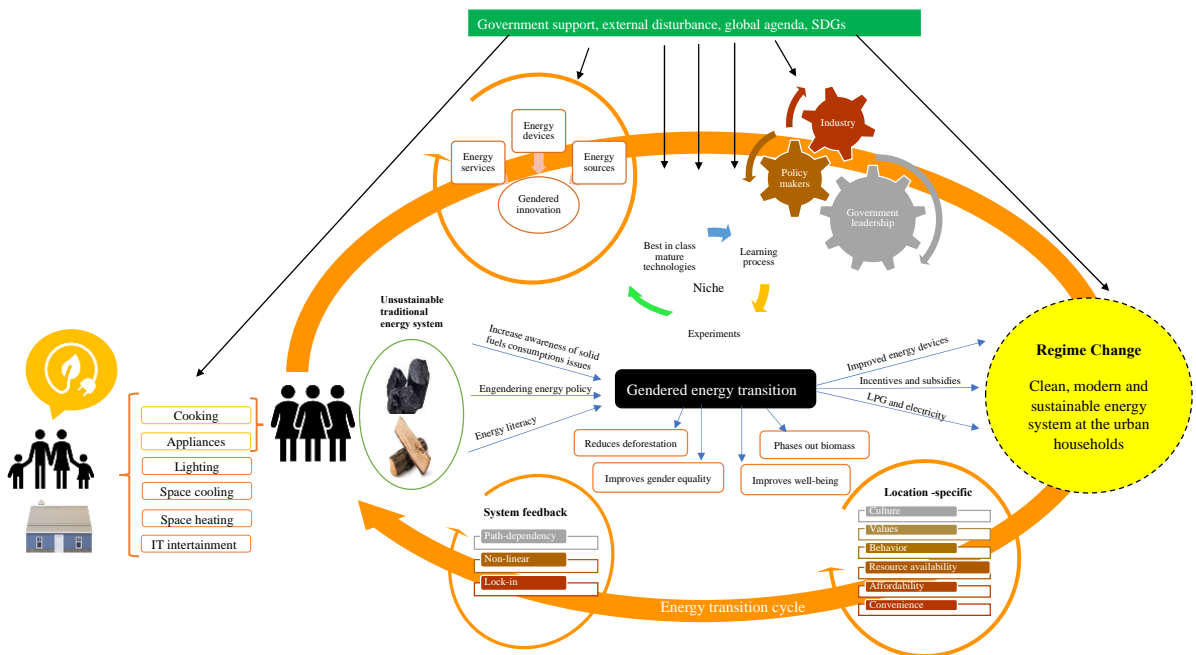 Government support, external disturbance, global agenda, SDGs
Energy
devices
Energy
services
Energy
sources
Gendered
innovation
Industry
Policy
makers
Government
leadership
Best in class
mature
technologies
Learning
process
Niche
Experiments
Unsustainable
traditional
energy system
Increase awareness of solid
fuels consumptions issues
Engendering energy policy
Energy literacy
Gendered energy transition
Improved energy devices
Incentives and subsidies
LPG and electricity
Regime Change
Clean, modern and
sustainable energy
system at the urban
households
Reduces deforestation
Phases out biomass
Improves gender equality
Improves well-being
Cooking
Appliances
Lighting
Space cooling
Space heating
IT intertainment
System feedback
Path-dependency
Non-linear
Lock-in
Location -specific
Culture
Values
Behavior
Resource availability
Affordability
Convenience
Energy transition cycle